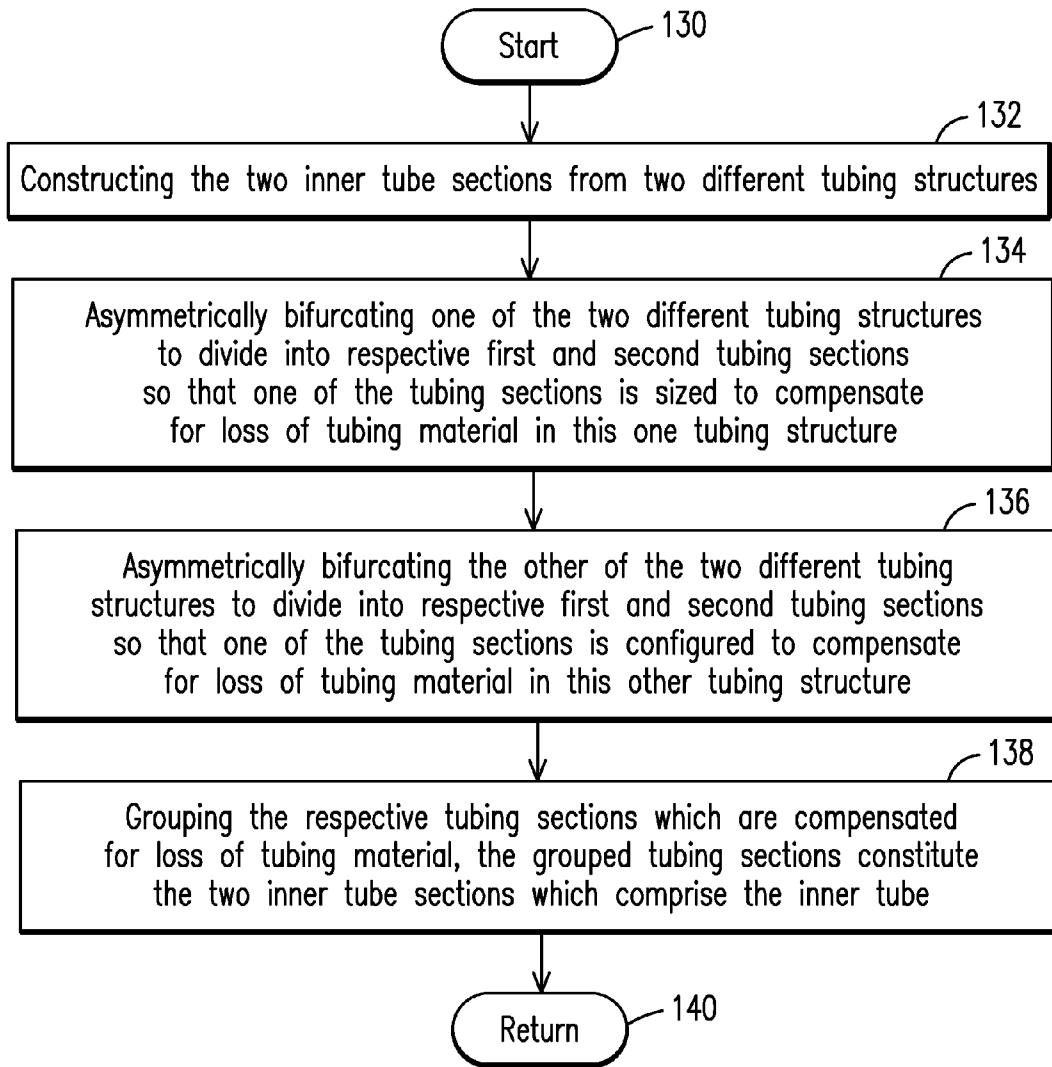 Start
130
132
Constructing the two inner tube sections from two different tubing structures
134
Asymmetrically bifurcating one of the two different tubing structures
to divide into respective first and second tubing sections
so that one of the tubing sections is sized to compensate
for loss of tubing material in this one tubing structure
136
Asymmetrically bifurcating the other of the two different tubing
structures to divide into respective first and second tubing sections
so that one of the tubing sections is configured to compensate
for loss of tubing material in this other tubing structure
138
Grouping the respective tubing sections which are compensated
for loss of tubing material, the grouped tubing sections constitute
the two inner tube sections which comprise the inner tube
Return
140